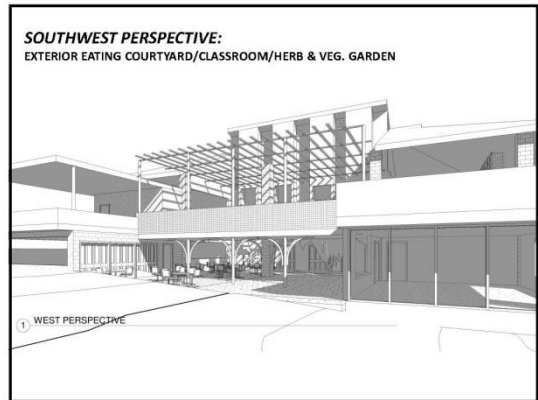 SOUTHWEST PERSPECTIVE:
EXTERIOR EATING COURTYARD/CLASSROOM/HERB & VEG. GARDEN
1 WEST PERSPECTIVE